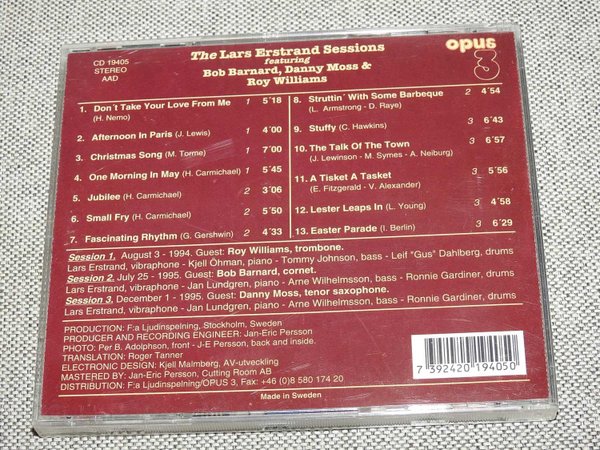 CD 19405
STEREO
AAD
The Lars Erstrand Sessions
featuring
Bob Barnard, Danny Moss &
Roy Williams
opus
3
1. Don´t Take Your Love From Me 1 5´18
(H. Nemo)
2. Afternoon In Paris (J. Lewis) 1 4´00
3. Christmas Song (M. Torme) 1 7´00
4. One Morning in May (H. Carmichael) 1 5´45
5. Jubilee (H. Carmichael) 2 3´06
6. Small Fry (H. Carmichael) 2 5´50
7. Fascinating Rhythm (G. Gershwin) 2 4´33
8. Struttin´ With Some Barbeque 2 4´54
(L. Armstrong - D. Raye)
9. Stuffy (C. Hawkins) 3 6´43
10. The Talk Of The Town 3 6´57
(J. Lewinson - M. Symes - A. Neiburg)
11. A Tisket A Tasket 3 5´56
(E. Fitzgerald - V. Alexander)
12. Lester Leaps In (L. Young) 3 4´58
13. Easter Parade (I. Berlin) 3 6´29
Session 1, August 3 - 1994. Guest: Roy Williams, trombone.
Lars Erstrand, vibraphone - Kjell Öhman, piano - Tommy Johnson, bass - Leif "Gus" Dahlberg, drums
Session 2, July 25 - 1995. Guest: Bob Barnard, cornet.
Lars Erstrand, vibraphone - Jan Lundgren, piano - Arne Wilhelmsson, bass - Ronnie Gardiner, drums
Session 3, December 1 - 1995. Guest: Danny Moss, tenor saxophone.
Lars Erstrand, vibraphone - Jan Lundgren, piano - Arne Wilhelmsson, bass - Ronnie Gardiner, drums
PRODUCTION: F:a Ljudinspelning, Stockholm, Sweden
PRODUCER AND RECORDING ENGINEER: Jan-Eric Persson
PHOTO: Per B. Adolphson, front - J-E Persson, back and inside.
TRANSLATION: Roger Tanner
ELECTRONIC DESIGN: Kjell Malmberg, AV-utveckling
MASTERED BY: Jan-Eric Persson, Cutting Room AB
DISTRIBUTION: F:a Ljudinspelning/OPUS 3, Fax: +46 (0)8 580 174 20
Made in Sweden
7 392420 194050